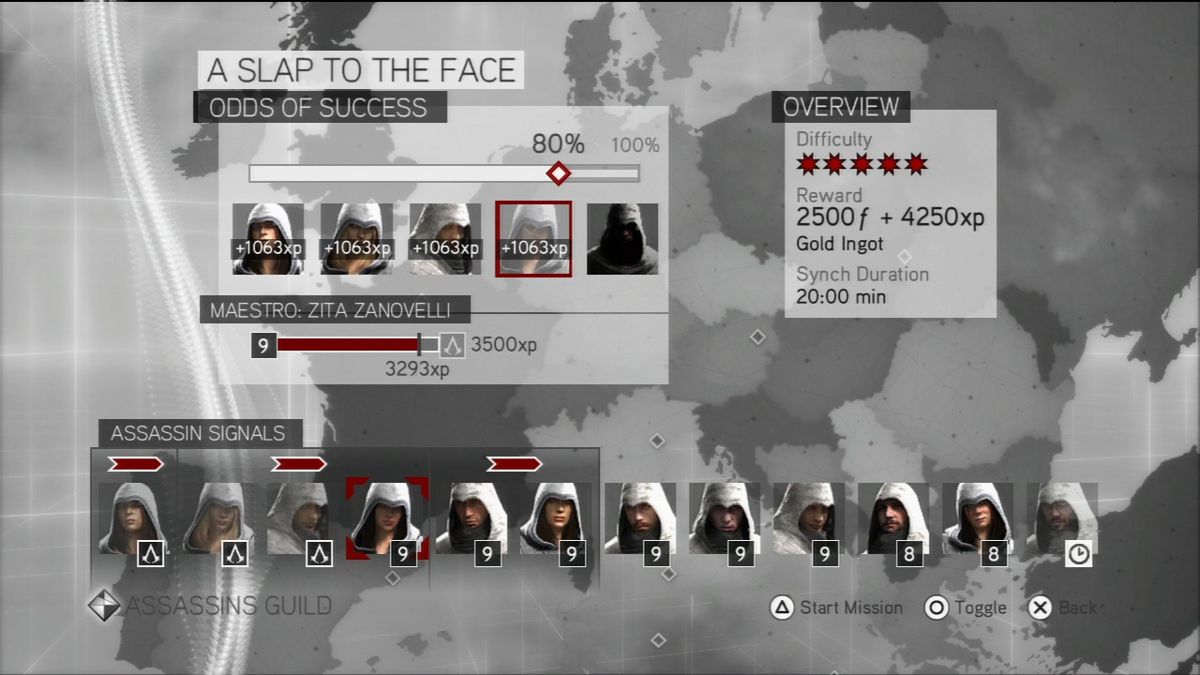 A SLAP TO THE FACE
ODDS OF SUCCESS
80% 100%
+1063xp +1063xp +1063xp +1063xp
MAESTRO: ZITA ZANOVELLI
9 3500xp
3293xp
OVERVIEW
Difficulty
Reward
2500ƒ + 4250xp
Gold Ingot
Synch Duration
20:00 min
ASSASSIN SIGNALS
9 9 9 9 9 9 8 8
ASSASSINS GUILD
Start Mission Toggle Back